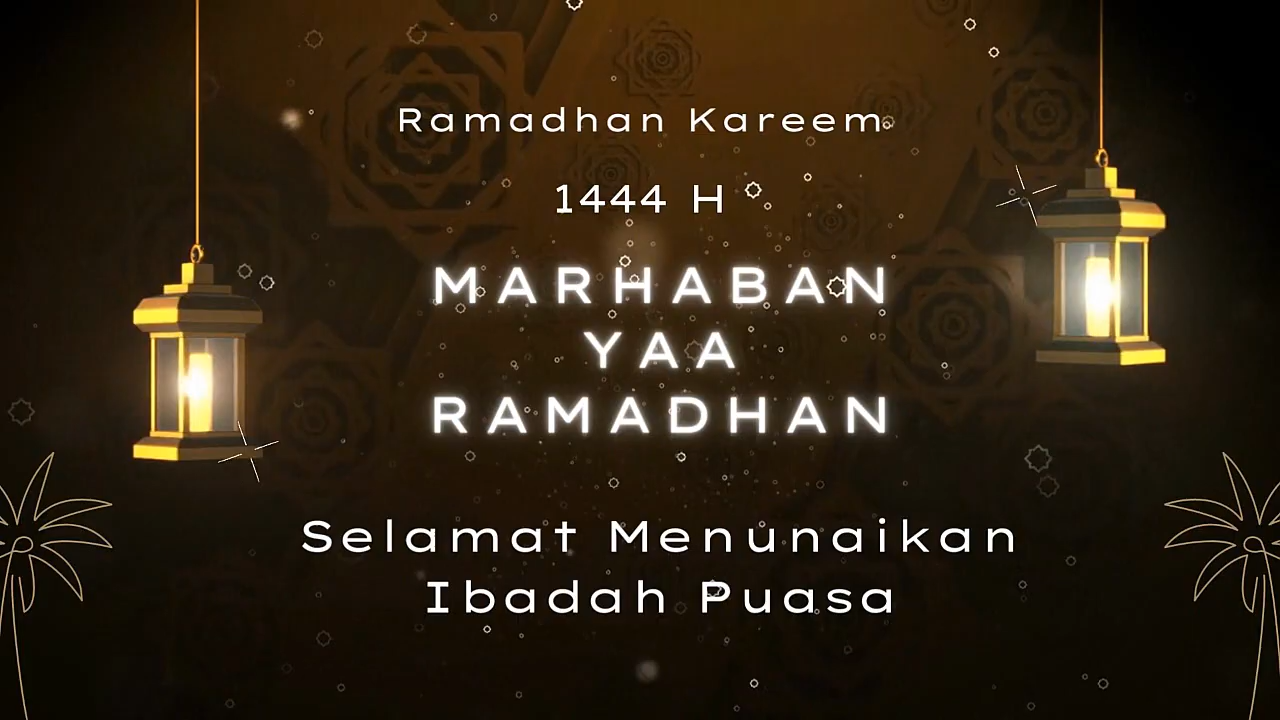 Ramadhan Kareem
1444 H
MARHABAN
YAA
RAMADHAN
Selamat Menunaikan
Ibadah Puasa